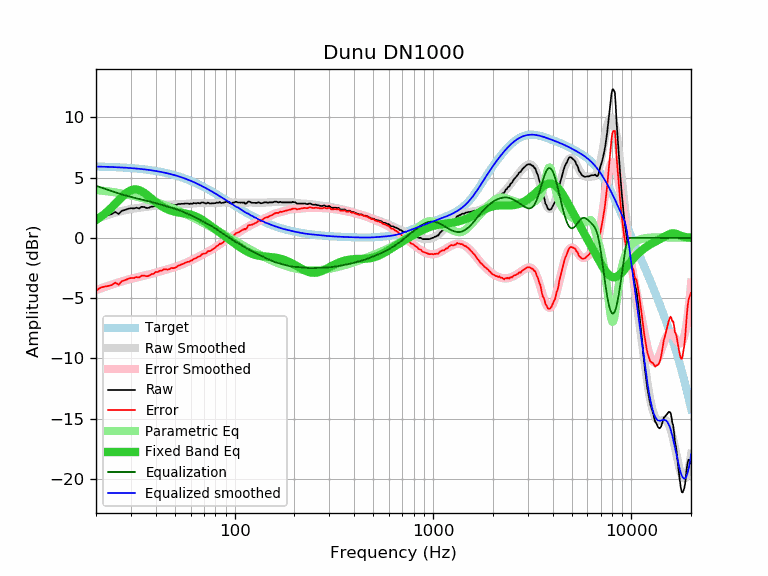 Dunu DN1000
Amplitude (dBr)
10
5
0
−5
−10
−15
−20
Target
Raw Smoothed
Error Smoothed
Raw
Error
Parametric Eq
Fixed Band Eq
Equalization
Equalized smoothed
100
1000
10000
Frequency (Hz)